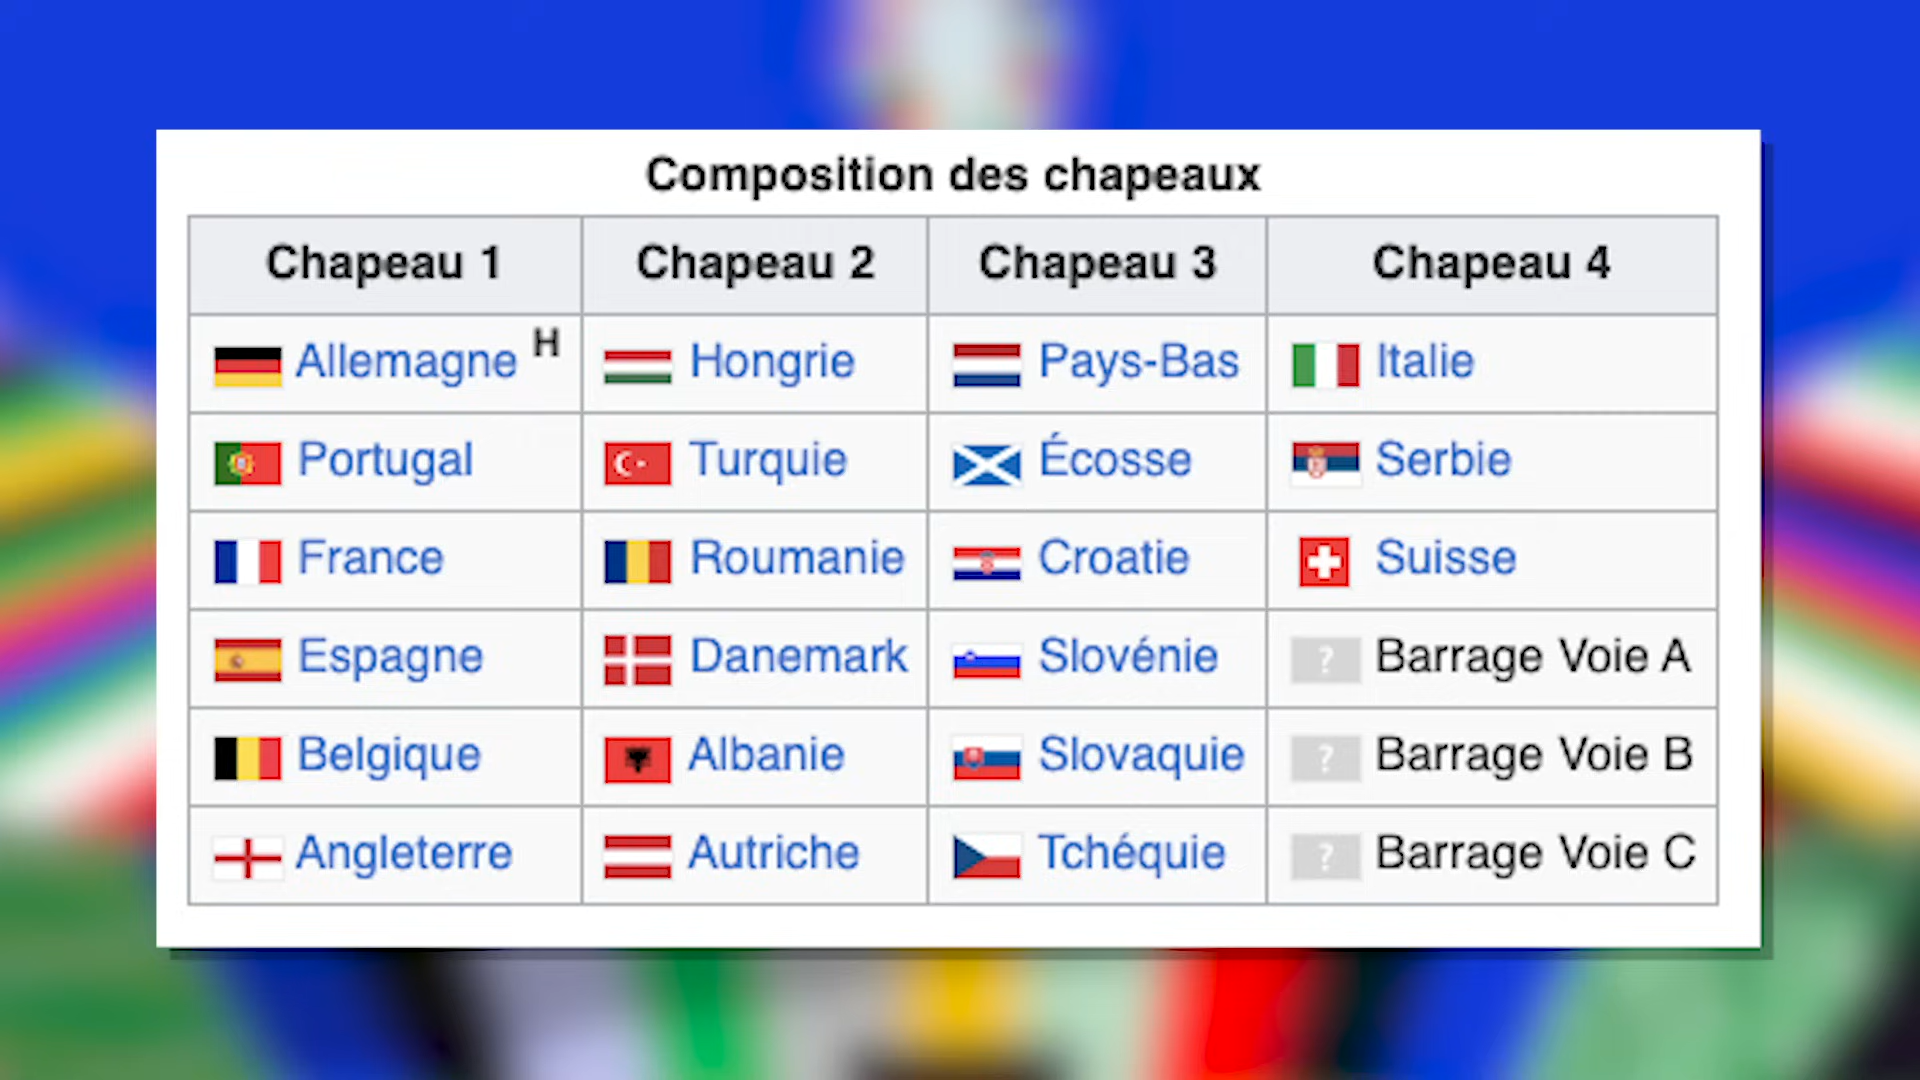 Composition des chapeaux
Chapeau 1 Chapeau 2 Chapeau 3 Chapeau 4
Allemagne H Hongrie Pays-Bas Italie
Portugal Turquie Écosse Serbie
France Roumanie Croatie Suisse
Espagne Danemark Slovénie ? Barrage Voie A
Belgique Albanie Slovaquie ? Barrage Voie B
Angleterre Autriche Tchéquie ? Barrage Voie C